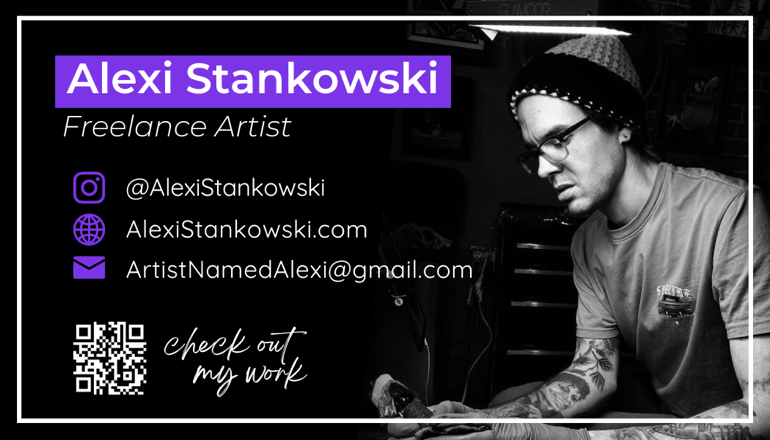 Alexi Stankowski
Freelance Artist
@AlexiStankowski
AlexiStankowski.com
ArtistNamedAlexi@gmail.com
check out
my work